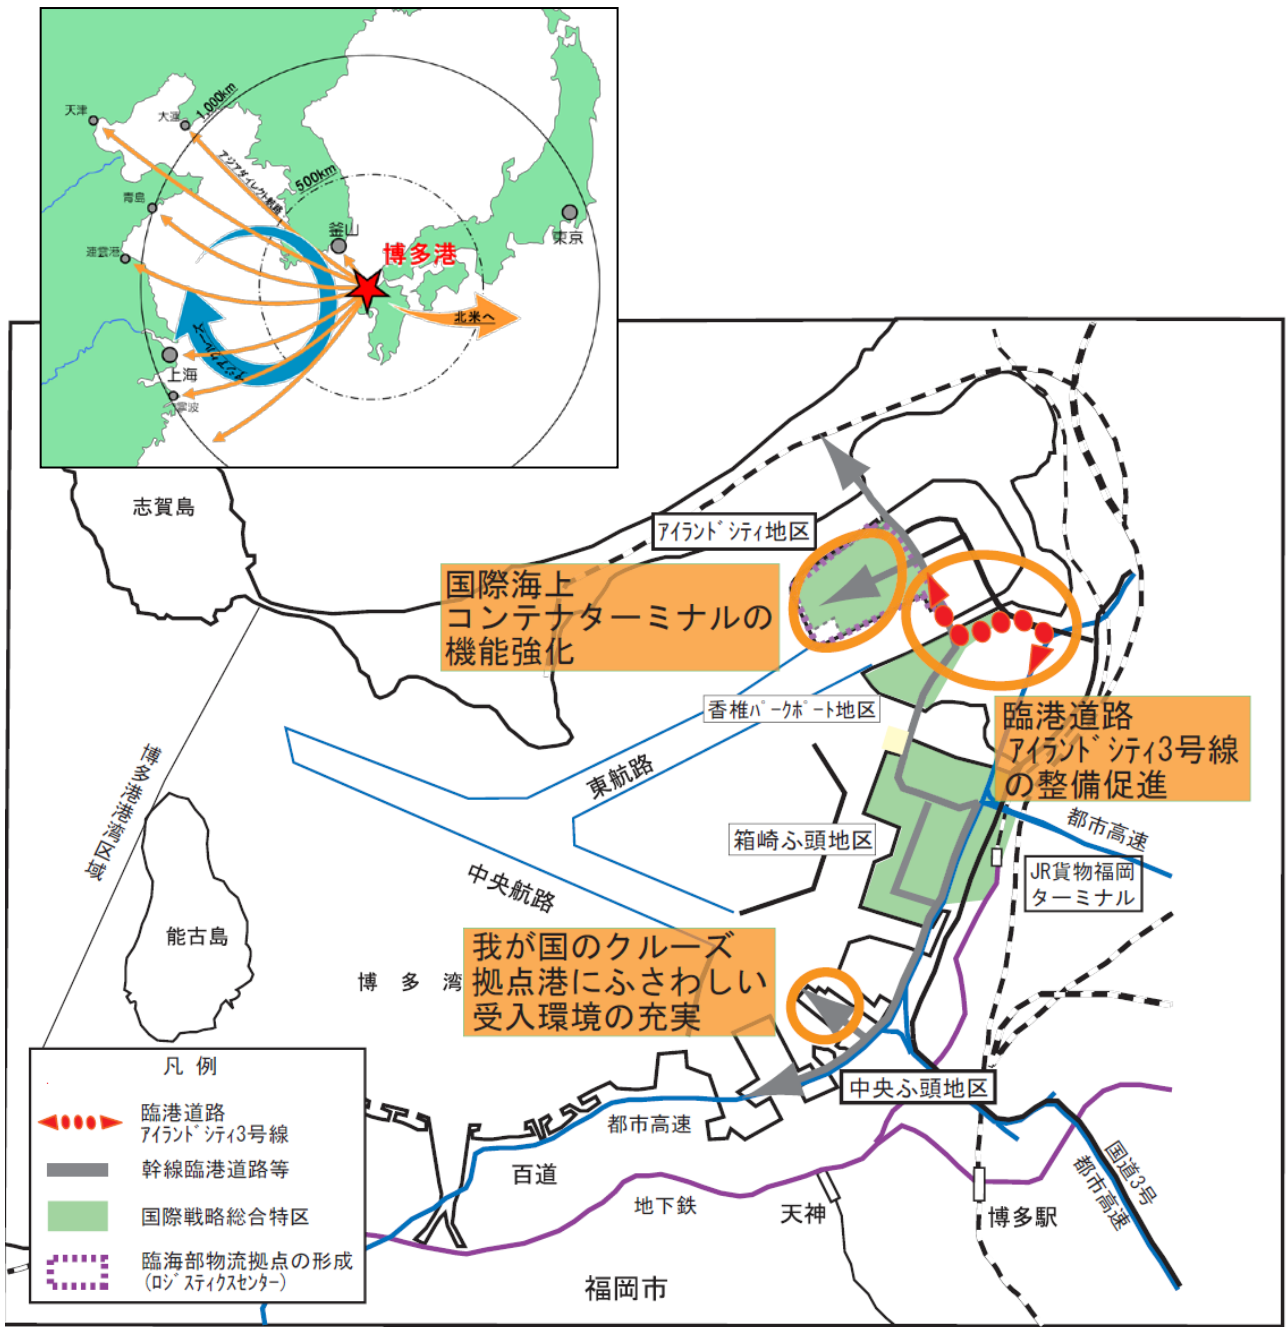 天津
大連
1,000km
アジアダイレクト航路
500km
青島
釜山
連雲港
博多港
東京
北米へ
アジアクルーズ
上海
寧波
志賀島
アイランドシティ地区
国際海上
コンテナターミナルの
機能強化
香椎パークポート地区
臨港道路
アイランドシティ3号線
の整備促進
東航路
博多港港湾区域
箱崎ふ頭地区
都市高速
中央航路
JR貨物福岡
ターミナル
能古島
博多湾
我が国のクルーズ
拠点港にふさわしい
受入環境の充実
中央ふ頭地区
都市高速
百道
地下鉄
天神
博多駅
国道3号
都市高速
福岡市
凡例
臨港道路
アイランドシティ3号線
幹線臨港道路等
国際戦略総合特区
臨海部物流拠点の形成
(ロジスティクスセンター)